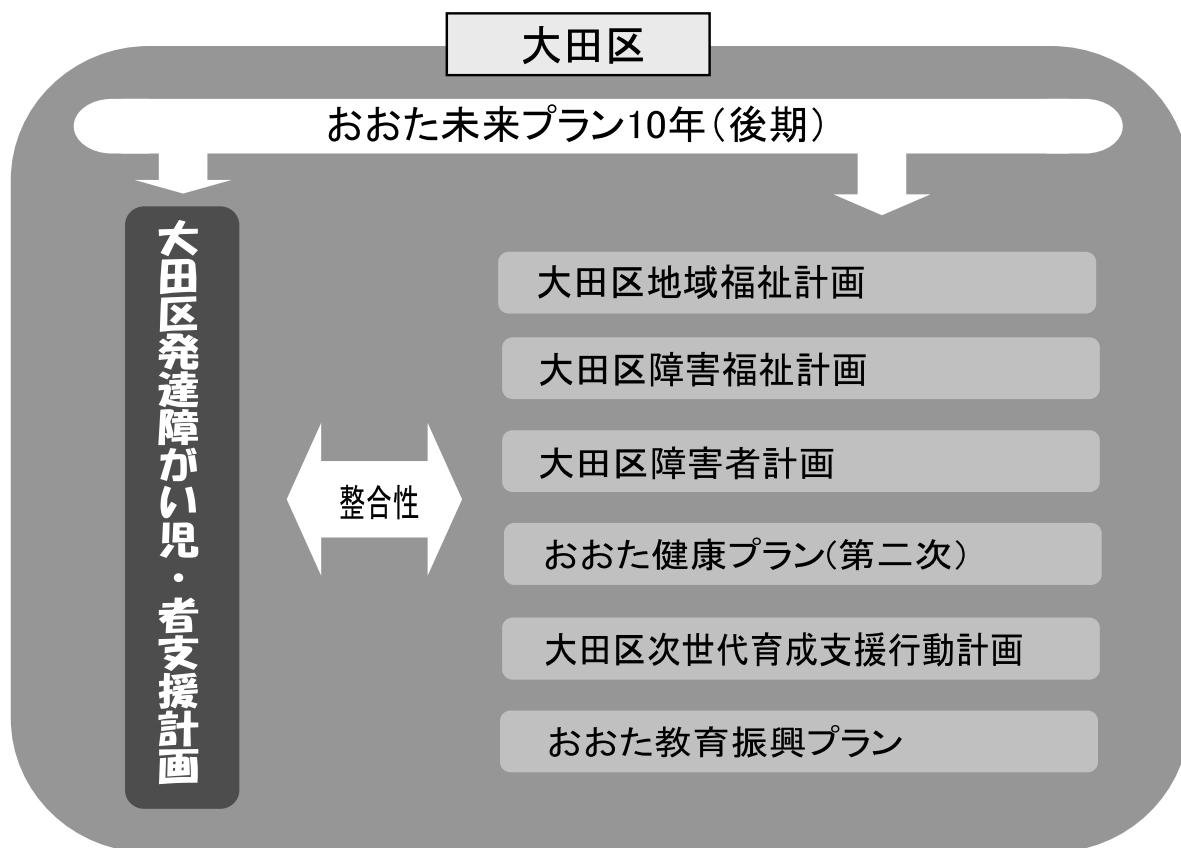 大田区
おおた未来プラン10年（後期）
大田区発達障がい児・者支援計画
整合性
大田区地域福祉計画
大田区障害福祉計画
大田区障害者計画
おおた健康プラン(第二次）
大田区次世代育成支援行動計画
おおた教育振興プラン